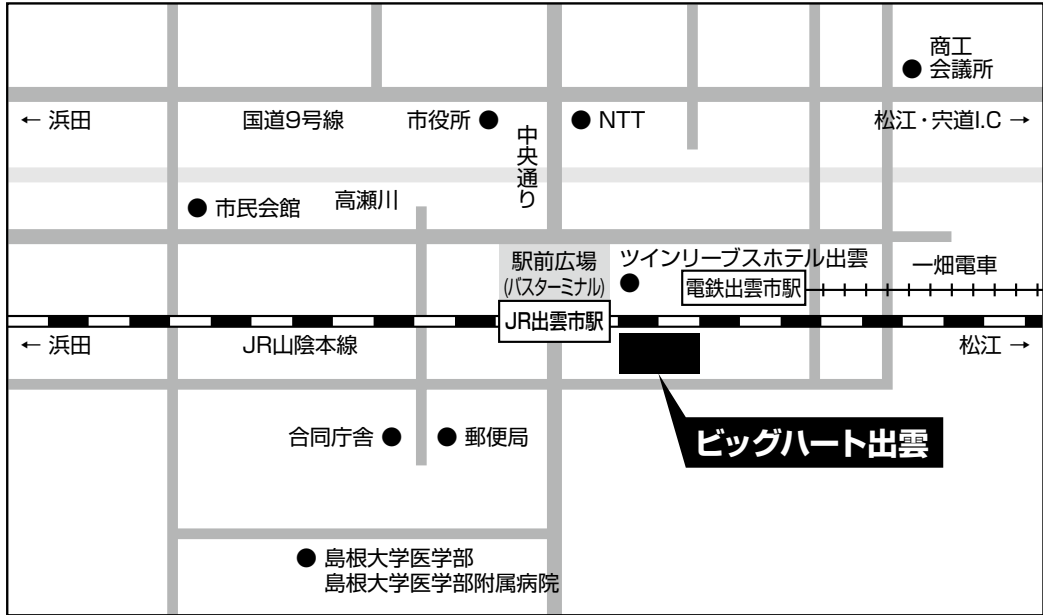 商工
会議所
← 浜田
国道9号線
市役所
中央通り
NTT
松江・宍道I.C →
市民会館
高瀬川
駅前広場
(バスターミナル)
ツインリーブスホテル出雲
電鉄出雲市駅
一畑電車
JR出雲市駅
← 浜田
JR山陰本線
松江 →
合同庁舎
郵便局
ビッグハート出雲
島根大学医学部
島根大学医学部附属病院